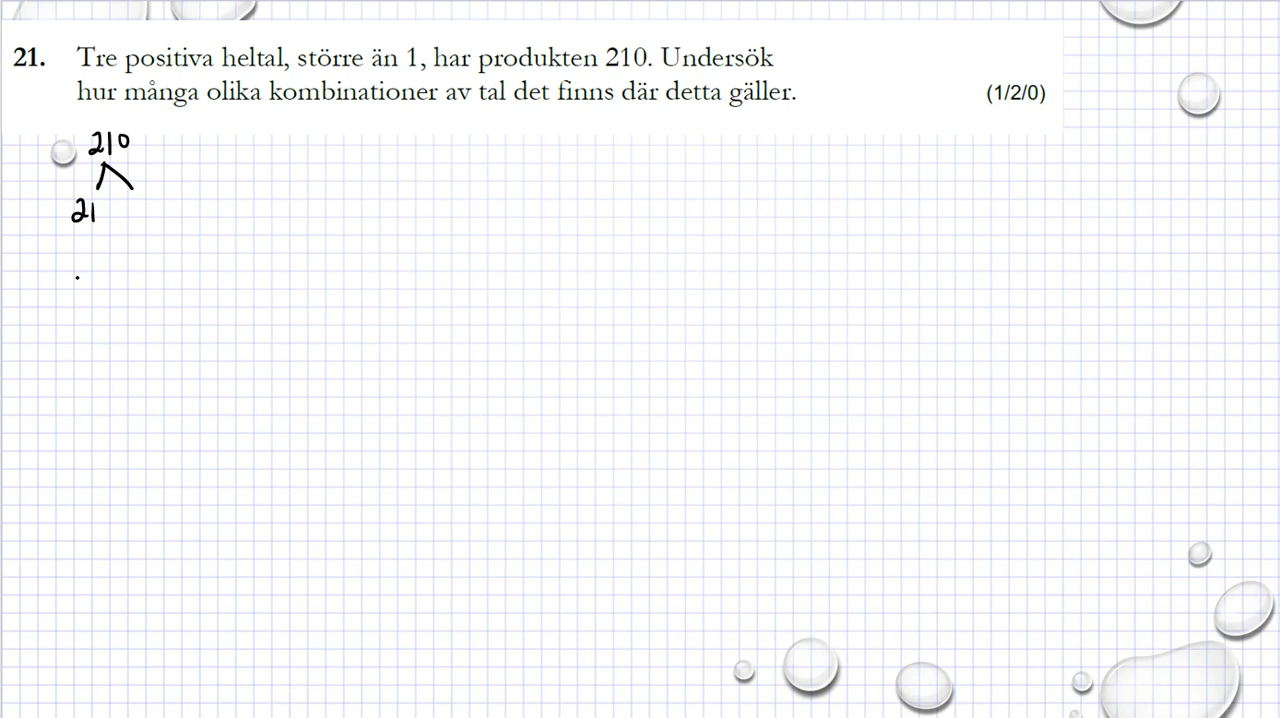 21. Tre positiva heltal, större än 1, har produkten 210. Undersök
hur många olika kombinationer av tal det finns där detta gäller. (1/2/0)
210
21